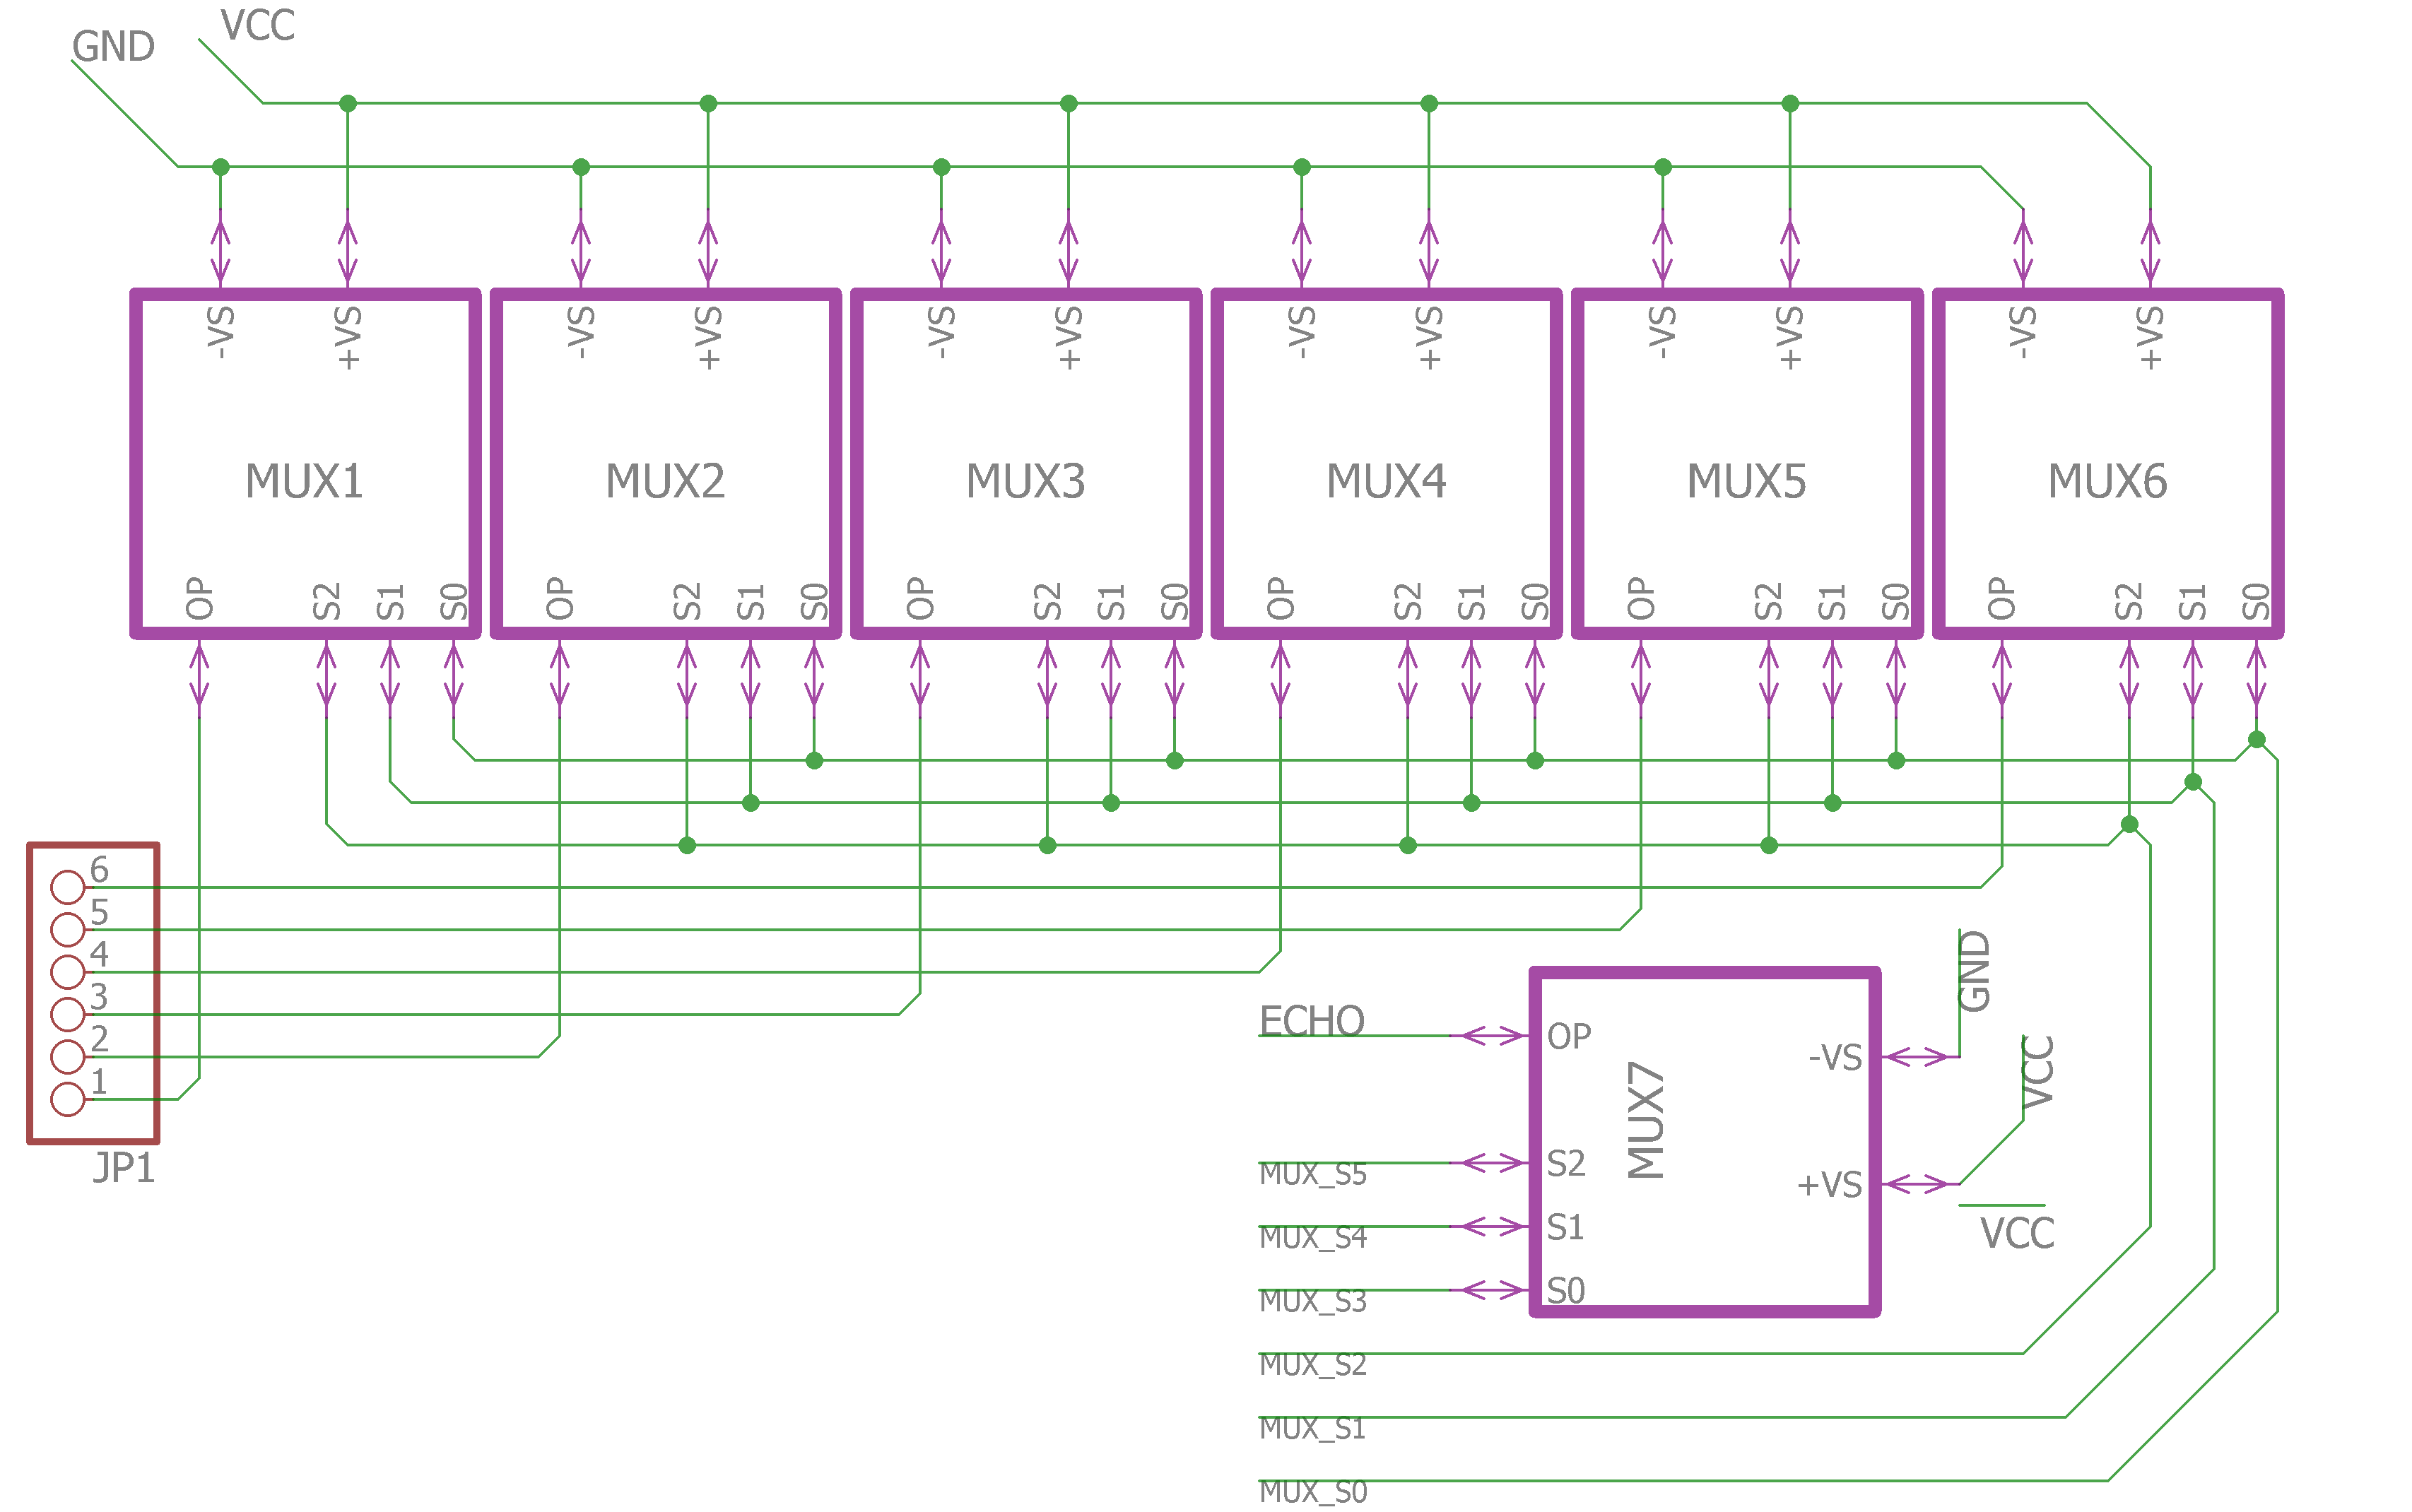 VCC
GND
-VS +VS -VS +VS -VS +VS -VS +VS -VS +VS -VS +VS
MUX1 MUX2 MUX3 MUX4 MUX5 MUX6
OP S2 S1 S0 OP S2 S1 S0 OP S2 S1 S0 OP S2 S1 S0 OP S2 S1 S0 OP S2 S1 S0
6
5
4
3
2
1
JP1
GND
ECHO
OP
-VS
VCC
MUX7
S2
MUX_S5
+VS
S1
MUX_S4
VCC
S0
MUX_S3
MUX_S2
MUX_S1
MUX_S0